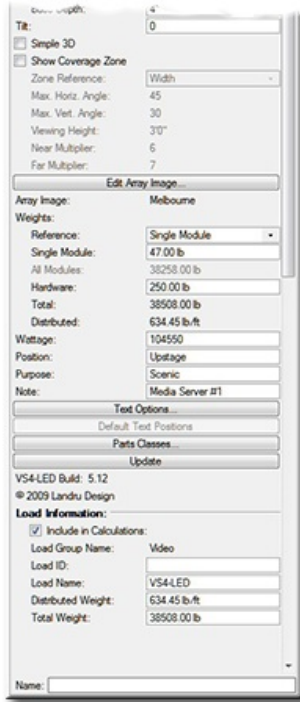 Base Depth: 4"
Tilt: 0
Simple 3D
Show Coverage Zone
Zone Reference: Width
Max. Horiz. Angle: 45
Max. Vert. Angle: 30
Viewing Height: 3'0"
Near Multiplier: 6
Far Multiplier: 7
Edit Array Image...
Array Image: Melbourne
Weights:
Reference: Single Module
Single Module: 47.00 lb
All Modules: 38258.00 lb
Hardware: 250.00 lb
Total: 38508.00 lb
Distributed: 634.45 lb/ft
Wattage: 104550
Position: Upstage
Purpose: Scenic
Note: Media Server #1
Text Options...
Default Text Positions
Parts Classes...
Update
VS4-LED Build: 5.12
© 2009 Landru Design
Load Information:
Include in Calculations:
Load Group Name: Video
Load ID:
Load Name: VS4-LED
Distributed Weight: 634.45 lb/ft
Total Weight: 38508.00 lb
Name: